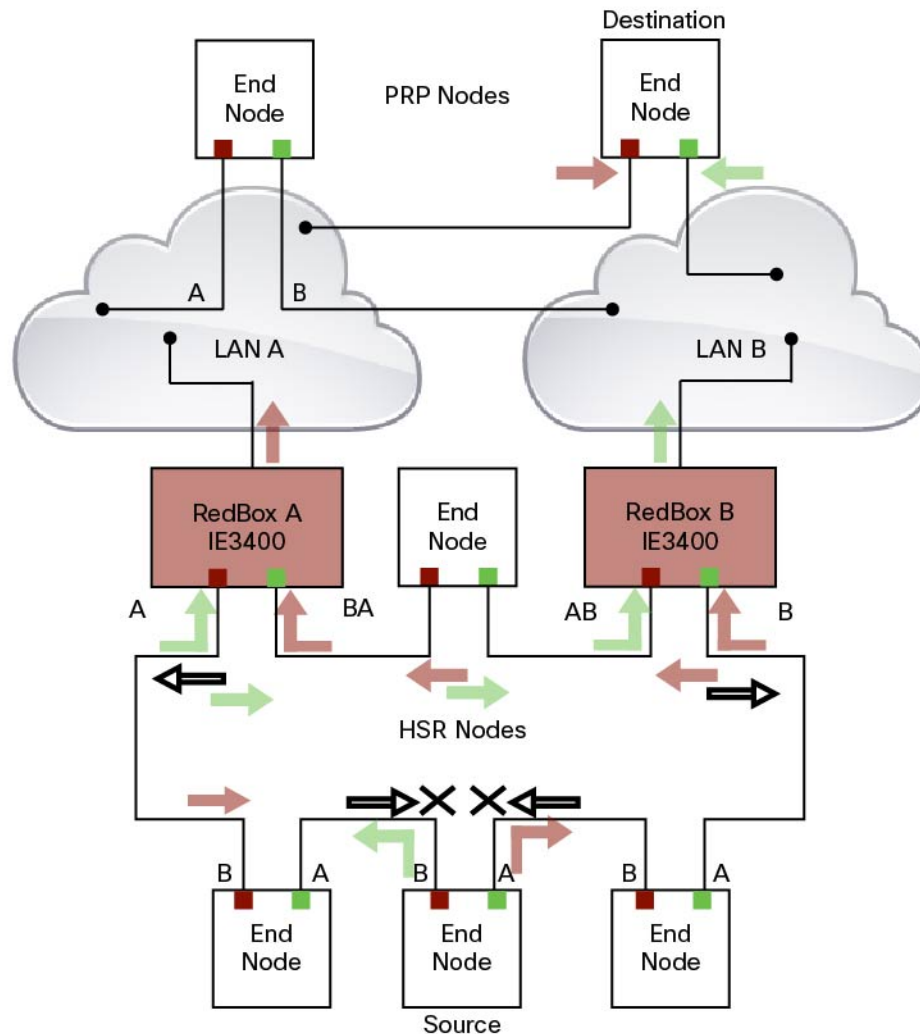 Destination
End
Node
PRP Nodes
End
Node
A
B
LAN A
LAN B
RedBox A
IE3400
End
Node
RedBox B
IE3400
A
BA
AB
B
HSR Nodes
B
A
B
A
B
A
End
Node
End
Node
End
Node
Source